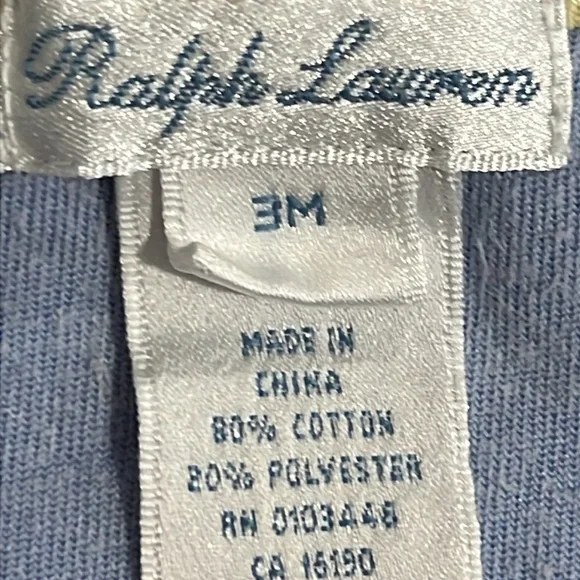 Ralph Lauren
3M
MADE IN
CHINA
80% COTTON
20% POLYESTER
RN 0103448
CA 16190